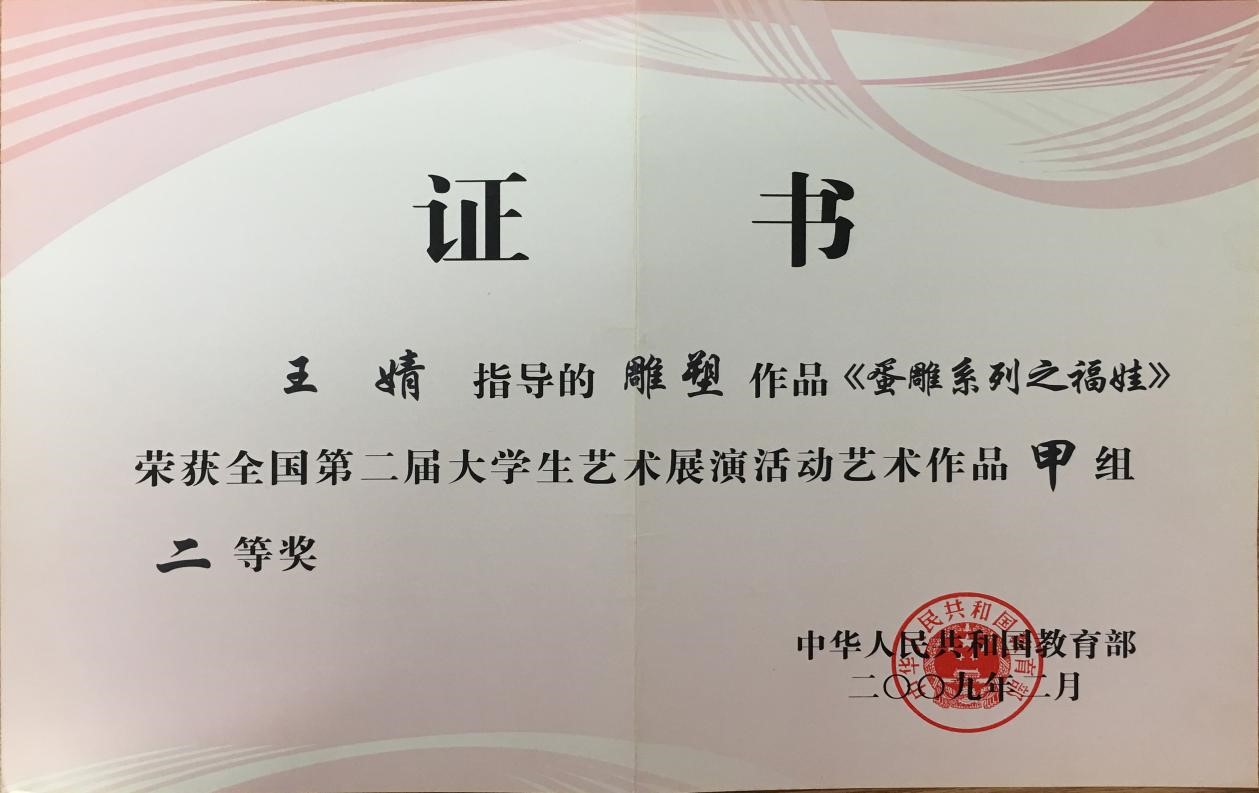 证 书
王 婧 指导的 雕塑 作品《蛋雕系列之福娃》
荣获全国第二届大学生艺术展演活动艺术作品 甲 组
二 等奖
中华人民共和国教育部
二〇〇九年二月
中华人民共和国教育部